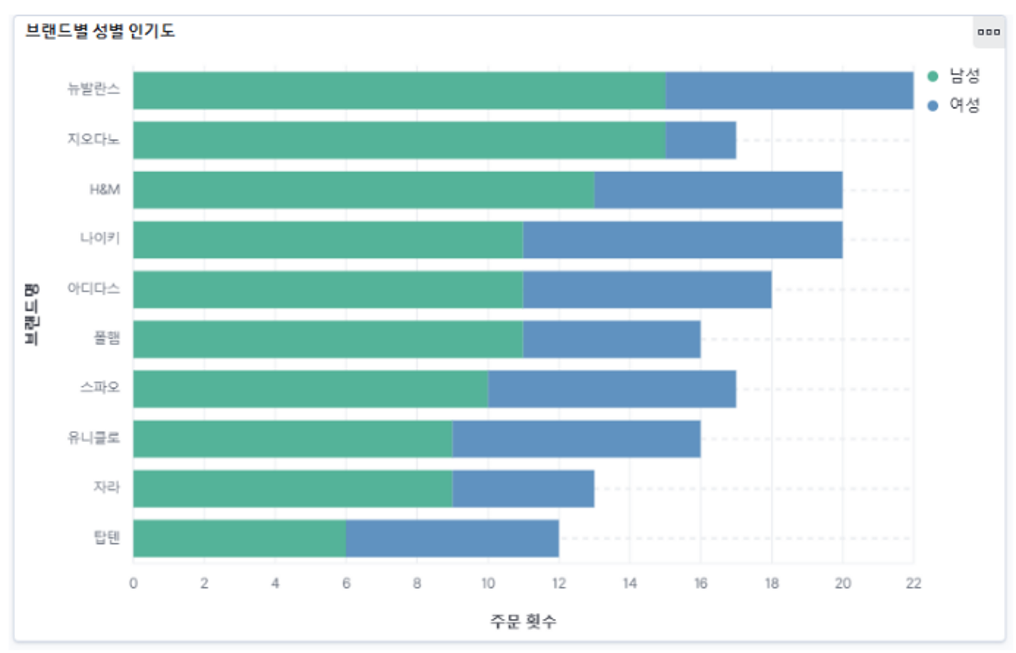 브랜드별 성별 인기도
남성
여성
브랜드명
뉴발란스
지오다노
H&M
나이키
아디다스
폴햄
스파오
유니클로
자라
탑텐
0 2 4 6 8 10 12 14 16 18 20 22
주문 횟수